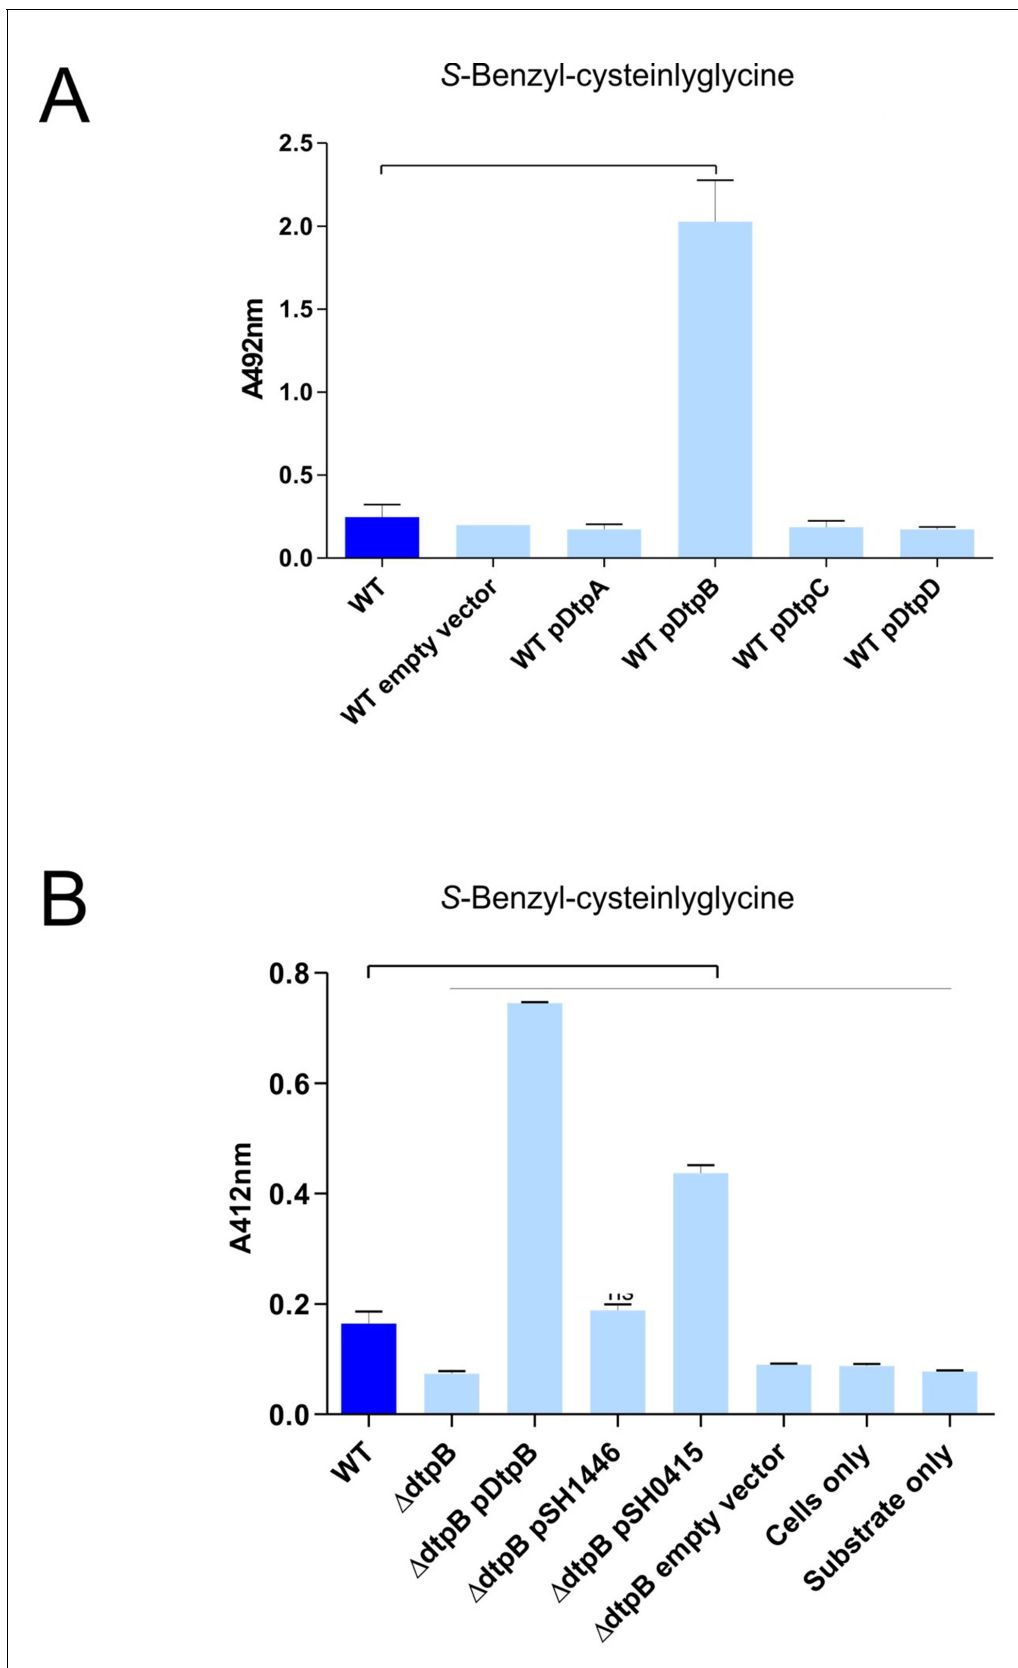 A
S-Benzyl-cysteinlyglycine
2.5
2.0
1.5
1.0
0.5
0.0
A492nm
WT
WT empty vector
WT pDtpA
WT pDtpB
WT pDtpC
WT pDtpD
B
S-Benzyl-cysteinlyglycine
0.8
0.6
0.4
0.2
0.0
A412nm
ns
WT
ΔdtpB
ΔdtpB pDtpB
ΔdtpB pSH1446
ΔdtpB pSH0415
ΔdtpB empty vector
Cells only
Substrate only